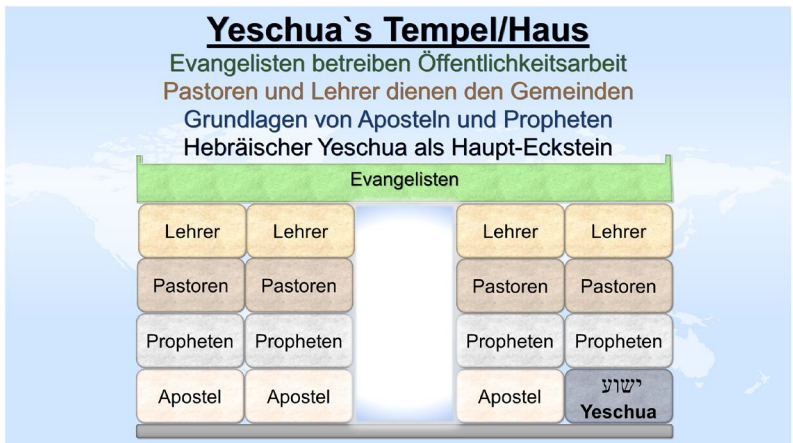 Yeschua`s Tempel/Haus
Evangelisten betreiben Öffentlichkeitsarbeit
Pastoren und Lehrer dienen den Gemeinden
Grundlagen von Aposteln und Propheten
Hebräischer Yeschua als Haupt-Eckstein
Evangelisten
Lehrer Lehrer Lehrer Lehrer
Pastoren Pastoren Pastoren Pastoren
Propheten Propheten Propheten Propheten
Apostel Apostel Apostel ישוע
Yeschua